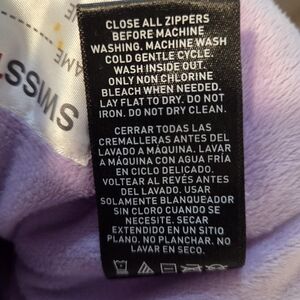 CLOSE ALL ZIPPERS
BEFORE MACHINE
WASHING. MACHINE WASH
COLD GENTLE CYCLE.
WASH INSIDE OUT.
ONLY NON CHLORINE
BLEACH WHEN NEEDED.
LAY FLAT TO DRY. DO NOT
IRON. DO NOT DRY CLEAN.
CERRAR TODAS LAS
CREMALLERAS ANTES DEL
LAVADO A MÁQUINA. LAVAR
A MÁQUINA CON AGUA FRÍA
EN CICLO DELICADO.
VOLTEAR AL REVÉS ANTES
DEL LAVADO. USAR
SOLAMENTE BLANQUEADOR
SIN CLORO CUANDO SE
NECESITE. SECAR
EXTENDIDO EN UN SITIO
PLANO. NO PLANCHAR. NO
LAVAR EN SECO.
SWISS
AME